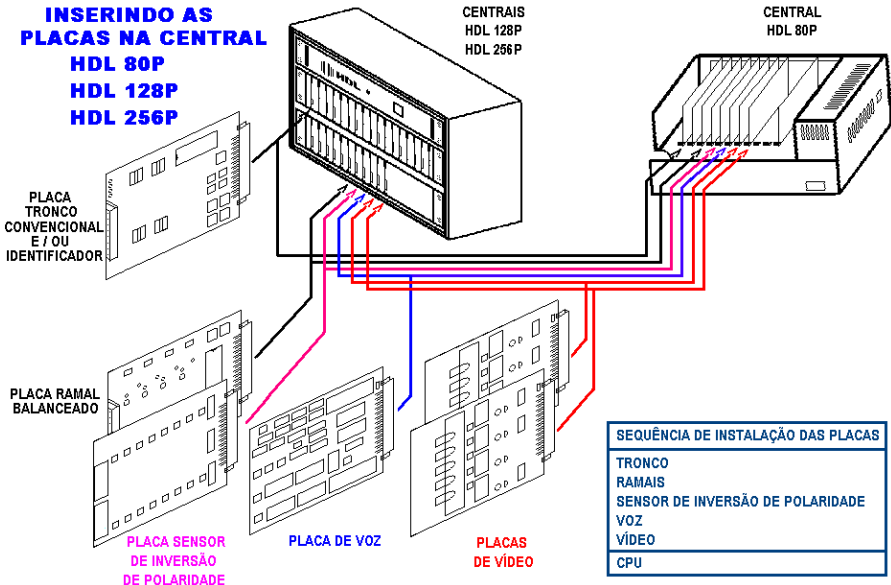 INSERINDO AS
PLACAS NA CENTRAL
HDL 80P
HDL 128P
HDL 256P
CENTRAIS
HDL 128P
HDL 256P
CENTRAL
HDL 80P
HDL
PLACA
TRONCO
CONVENCIONAL
E / OU
IDENTIFICADOR
PLACA RAMAL
BALANCEADO
PLACA SENSOR
DE INVERSÃO
DE POLARIDADE
PLACA DE VOZ
PLACAS
DE VÍDEO
SEQUÊNCIA DE INSTALAÇÃO DAS PLACAS
TRONCO
RAMAIS
SENSOR DE INVERSÃO DE POLARIDADE
VOZ
VÍDEO
CPU